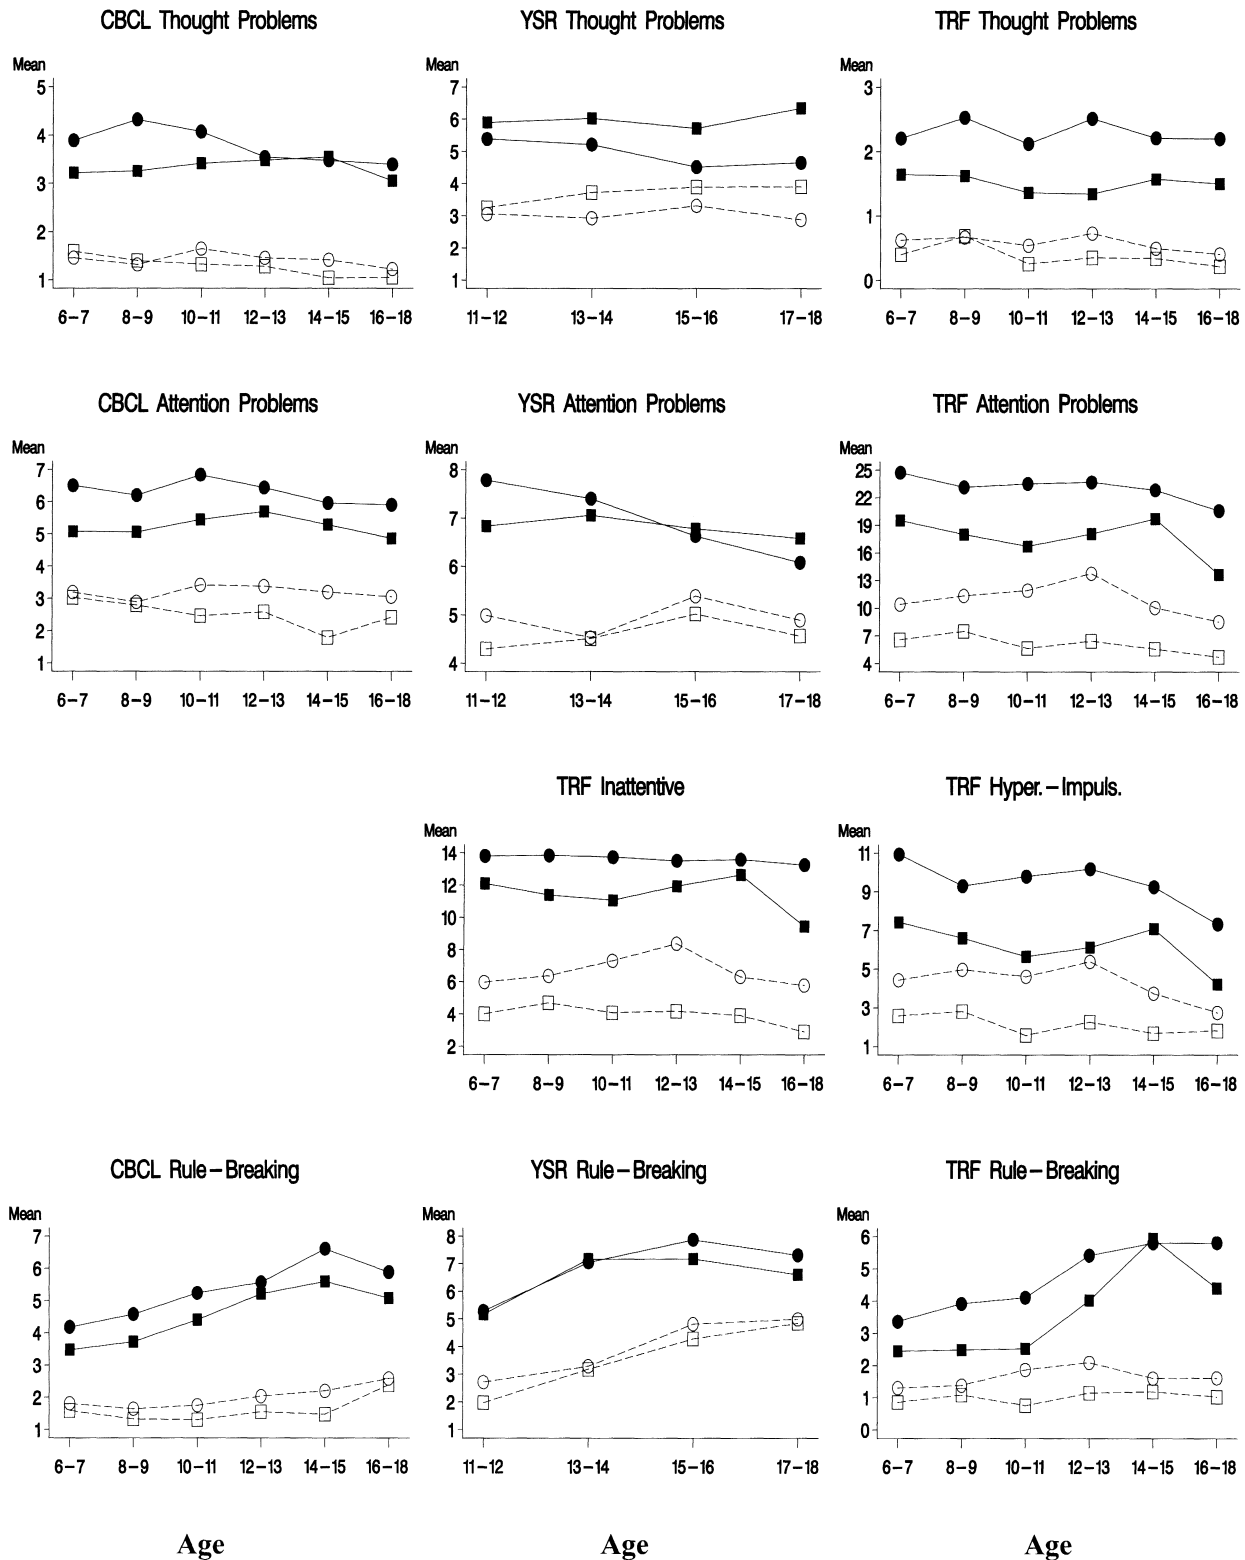 CBCL Thought Problems
Mean
5
4
3
2
1
6–7 8–9 10–11 12–13 14–15 16–18
YSR Thought Problems
Mean
7
6
5
4
3
2
1
11–12 13–14 15–16 17–18
TRF Thought Problems
Mean
3
2
1
0
6–7 8–9 10–11 12–13 14–15 16–18
CBCL Attention Problems
Mean
7
6
5
4
3
2
1
6–7 8–9 10–11 12–13 14–15 16–18
YSR Attention Problems
Mean
8
7
6
5
4
11–12 13–14 15–16 17–18
TRF Attention Problems
Mean
25
22
19
16
13
10
7
4
6–7 8–9 10–11 12–13 14–15 16–18
TRF Inattentive
Mean
14
12
10
8
6
4
2
6–7 8–9 10–11 12–13 14–15 16–18
TRF Hyper.–Impuls.
Mean
11
9
7
5
3
1
6–7 8–9 10–11 12–13 14–15 16–18
CBCL Rule–Breaking
Mean
7
6
5
4
3
2
1
6–7 8–9 10–11 12–13 14–15 16–18
Age
YSR Rule–Breaking
Mean
8
7
6
5
4
3
2
1
11–12 13–14 15–16 17–18
Age
TRF Rule–Breaking
Mean
6
5
4
3
2
1
0
6–7 8–9 10–11 12–13 14–15 16–18
Age